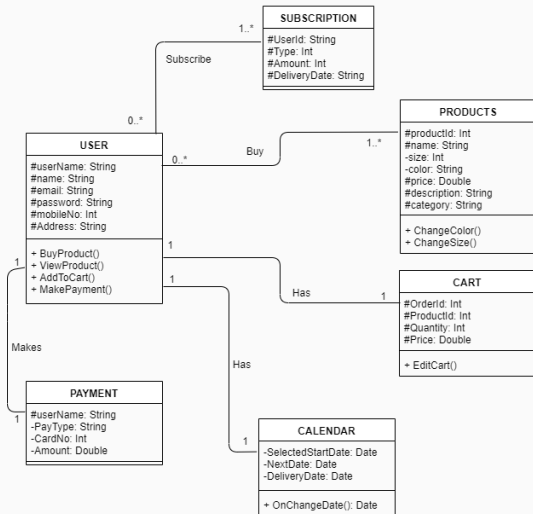 SUBSCRIPTION
#UserId: String
#Type: Int
#Amount: Int
#DeliveryDate: String
1..*
Subscribe
0..*
USER
#userName: String
#name: String
#email: String
#password: String
#mobileNo: Int
#Address: String
+ BuyProduct()
+ ViewProduct()
+ AddToCart()
+ MakePayment()
0..*
Buy
1..*
PRODUCTS
#productId: Int
#name: String
-size: Int
-color: String
#price: Double
#description: String
#category: String
+ ChangeColor()
+ ChangeSize()
1
Has
1
CART
#OrderId: Int
#ProductId: Int
#Quantity: Int
#Price: Double
+ EditCart()
1
Makes
1
PAYMENT
#userName: String
-PayType: String
-CardNo: Int
-Amount: Double
1
Has
1
CALENDAR
-SelectedStartDate: Date
-NextDate: Date
-DeliveryDate: Date
+ OnChangeDate(): Date